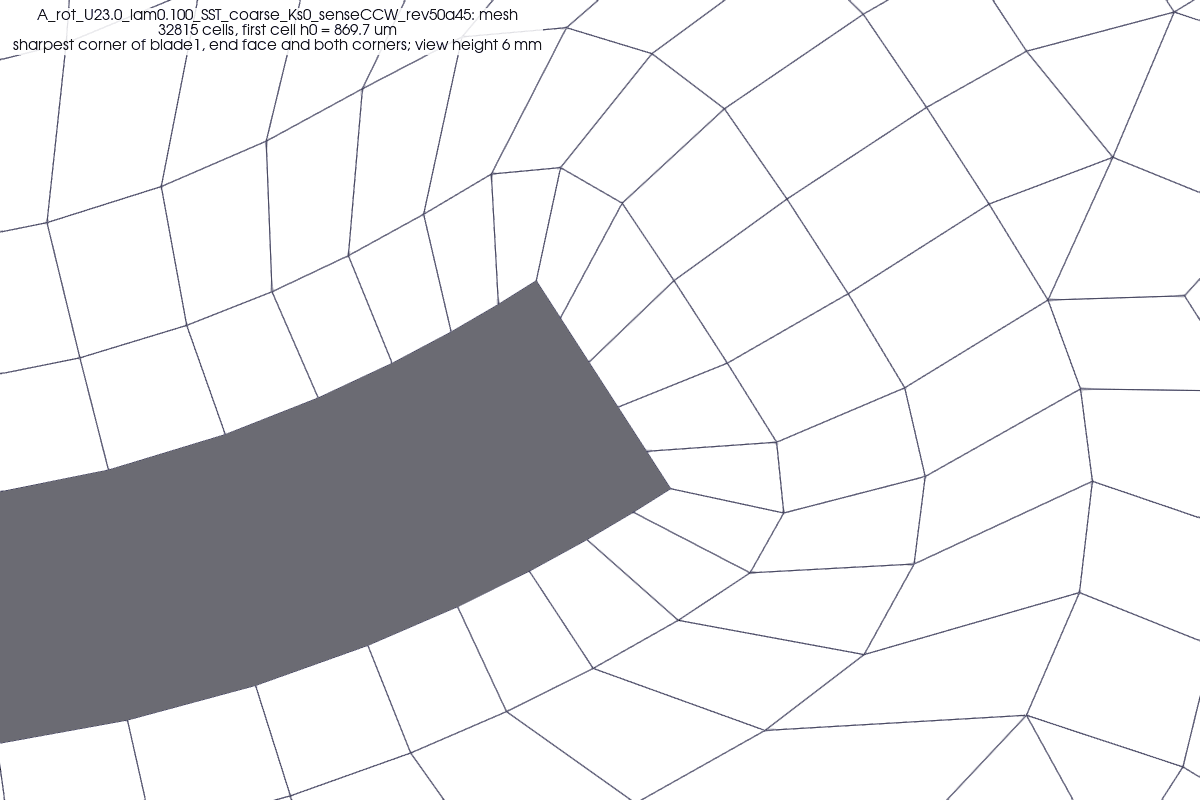 A_rot_U23.0_lam0.100_SST_coarse_Ks0_senseCCW_rev50a45: mesh
32815 cells, first cell h0 = 869.7 um
sharpest corner of blade1, end face and both corners; view height 6 mm